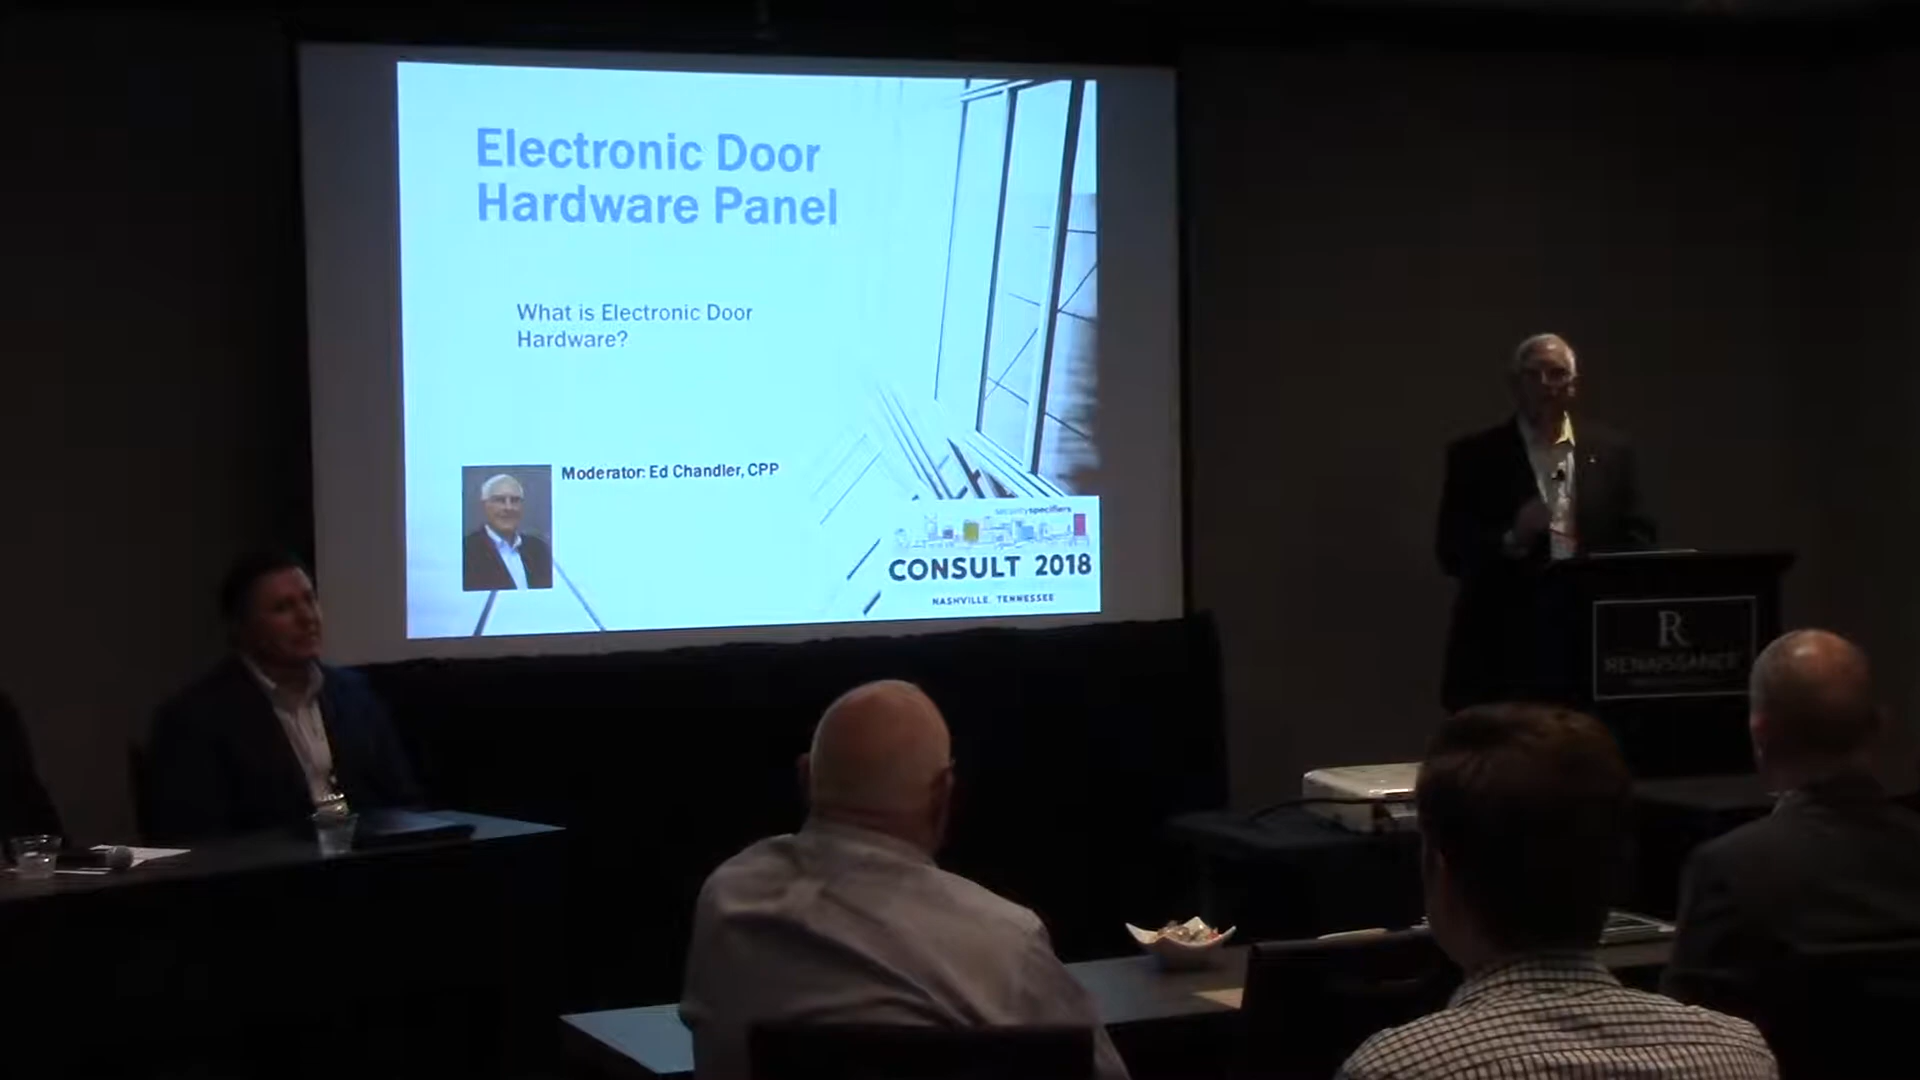 Electronic Door
Hardware Panel
What is Electronic Door
Hardware?
Moderator: Ed Chandler, CPP
securityspecifiers
CONSULT 2018
NASHVILLE, TENNESSEE
R
RENAISSANCE